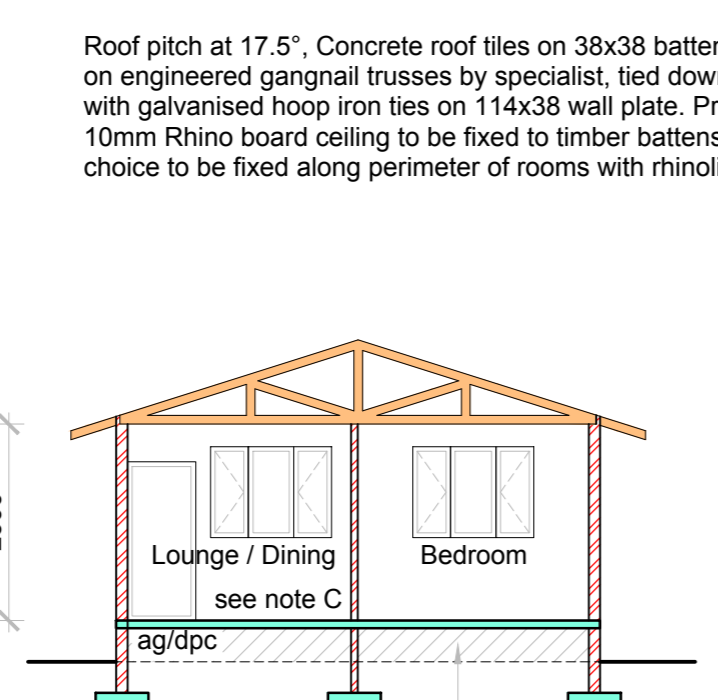 Roof pitch at 17.5°, Concrete roof tiles on 38x38
on engineered gangnail trusses by specialist, tied
with galvanised hoop iron ties on 114x38 wall plate.
10mm Rhino board ceiling to be fixed to timber battens
choice to be fixed along perimeter of rooms with
Lounge / Dining
Bedroom
see note C
ag/dpc